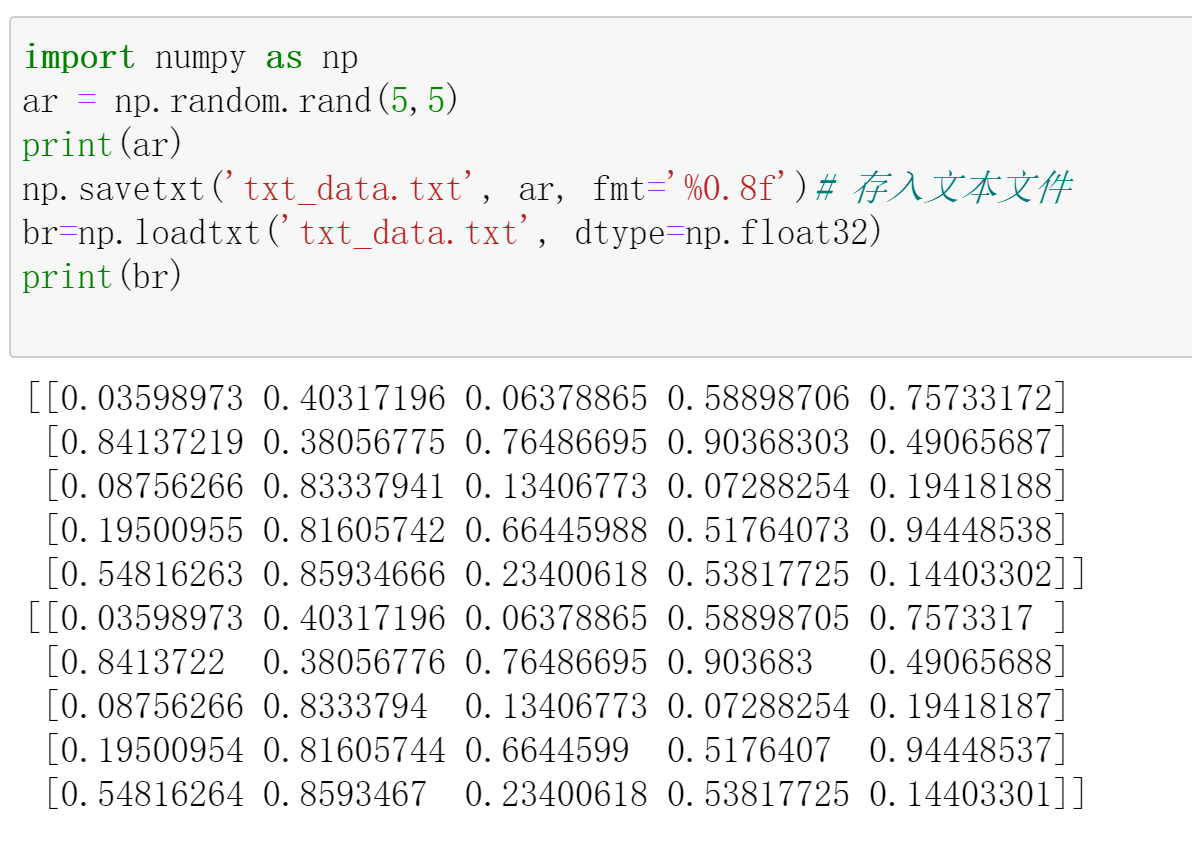 import numpy as np
ar = np.random.rand(5,5)
print(ar)
np.savetxt('txt_data.txt', ar, fmt='%0.8f')# 存入文本文件
br=np.loadtxt('txt_data.txt', dtype=np.float32)
print(br)
[[0.03598973 0.40317196 0.06378865 0.58898706 0.75733172]
 [0.84137219 0.38056775 0.76486695 0.90368303 0.49065687]
 [0.08756266 0.83337941 0.13406773 0.07288254 0.19418188]
 [0.19500955 0.81605742 0.66445988 0.51764073 0.94448538]
 [0.54816263 0.85934666 0.23400618 0.53817725 0.14403302]]
[[0.03598973 0.40317196 0.06378865 0.58898705 0.7573317 ]
 [0.8413722  0.38056776 0.76486695 0.903683   0.49065688]
 [0.08756266 0.8333794  0.13406773 0.07288254 0.19418187]
 [0.19500954 0.81605744 0.6644599  0.5176407  0.94448537]
 [0.54816264 0.8593467  0.23400618 0.53817725 0.14403301]]